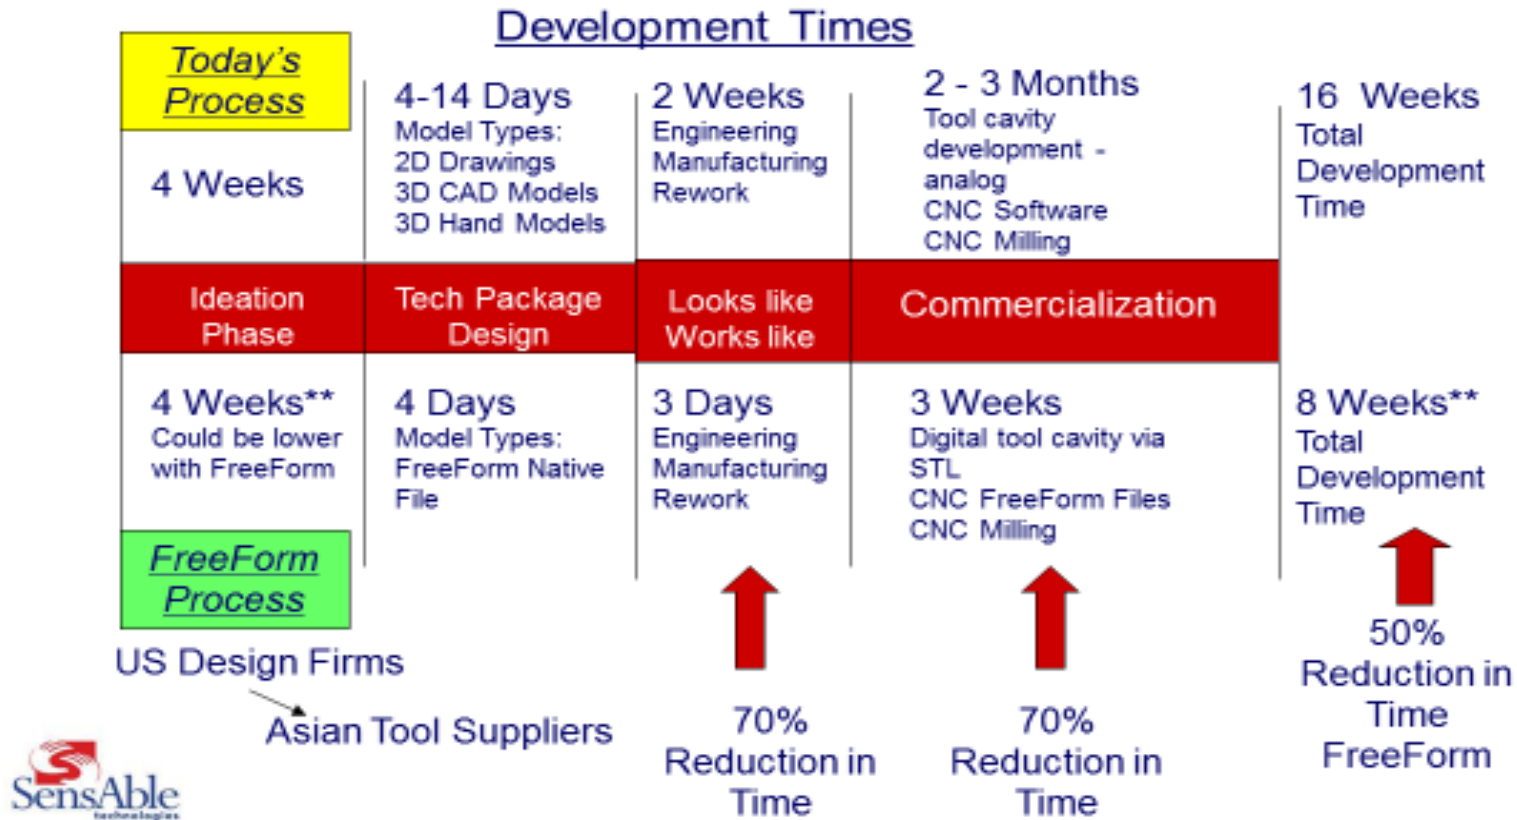 Development Times
Today's
Process
4 Weeks
4-14 Days
Model Types:
2D Drawings
3D CAD Models
3D Hand Models
2 Weeks
Engineering
Manufacturing
Rework
2 - 3 Months
Tool cavity
development -
analog
CNC Software
CNC Milling
16 Weeks
Total
Development
Time
Ideation
Phase
Tech Package
Design
Looks like
Works like
Commercialization
4 Weeks**
Could be lower
with FreeForm
4 Days
Model Types:
FreeForm Native
File
3 Days
Engineering
Manufacturing
Rework
3 Weeks
Digital tool cavity via
STL
CNC FreeForm Files
CNC Milling
8 Weeks**
Total
Development
Time
FreeForm
Process
US Design Firms
Asian Tool Suppliers
70%
Reduction in
Time
70%
Reduction in
Time
50%
Reduction in
Time
FreeForm
SensAble
technologies